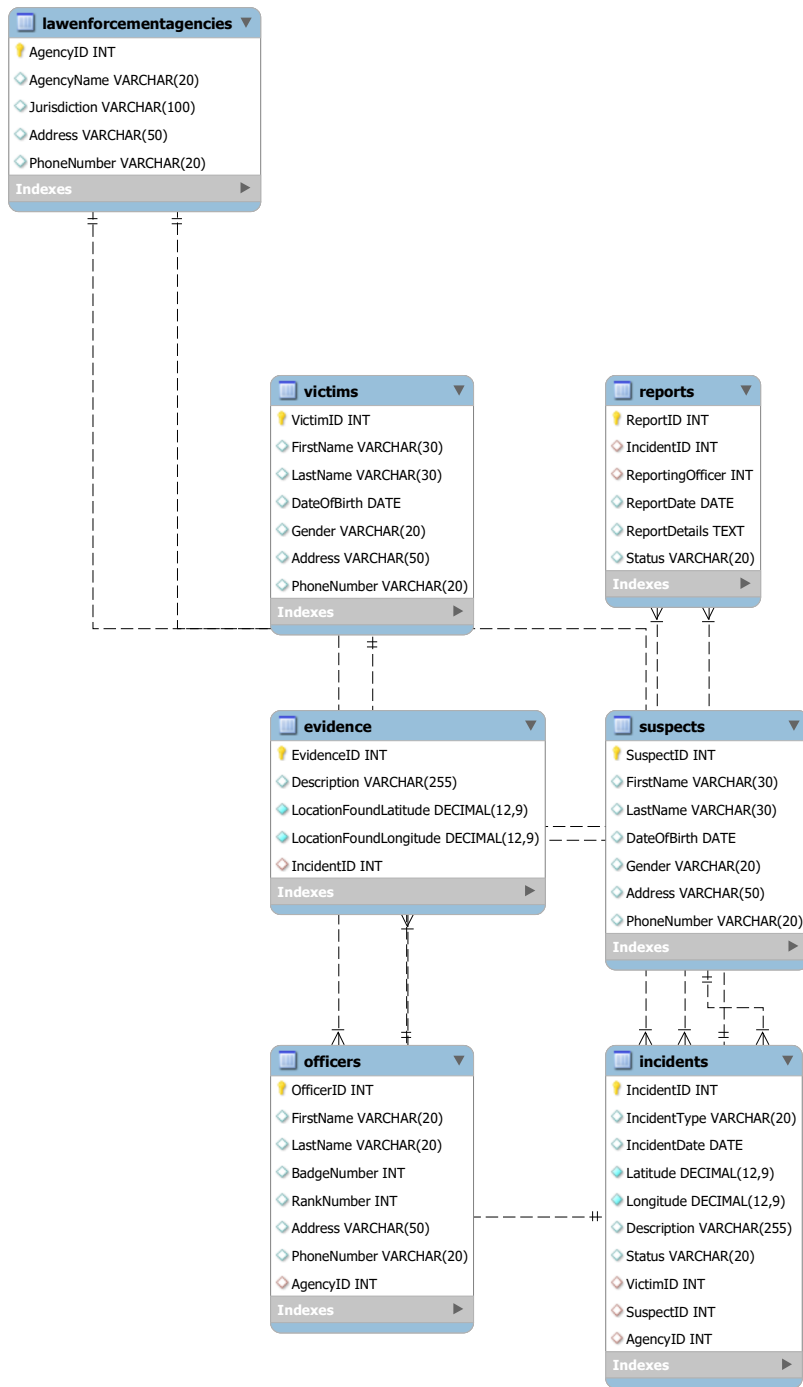 lawenforcementagencies
AgencyID INT
AgencyName VARCHAR(20)
Jurisdiction VARCHAR(100)
Address VARCHAR(50)
PhoneNumber VARCHAR(20)
Indexes
victims
VictimID INT
FirstName VARCHAR(30)
LastName VARCHAR(30)
DateOfBirth DATE
Gender VARCHAR(20)
Address VARCHAR(50)
PhoneNumber VARCHAR(20)
Indexes
reports
ReportID INT
IncidentID INT
ReportingOfficer INT
ReportDate DATE
ReportDetails TEXT
Status VARCHAR(20)
Indexes
evidence
EvidenceID INT
Description VARCHAR(255)
LocationFoundLatitude DECIMAL(12,9)
LocationFoundLongitude DECIMAL(12,9)
IncidentID INT
Indexes
suspects
SuspectID INT
FirstName VARCHAR(30)
LastName VARCHAR(30)
DateOfBirth DATE
Gender VARCHAR(20)
Address VARCHAR(50)
PhoneNumber VARCHAR(20)
Indexes
officers
OfficerID INT
FirstName VARCHAR(20)
LastName VARCHAR(20)
BadgeNumber INT
RankNumber INT
Address VARCHAR(50)
PhoneNumber VARCHAR(20)
AgencyID INT
Indexes
incidents
IncidentID INT
IncidentType VARCHAR(20)
IncidentDate DATE
Latitude DECIMAL(12,9)
Longitude DECIMAL(12,9)
Description VARCHAR(255)
Status VARCHAR(20)
VictimID INT
SuspectID INT
AgencyID INT
Indexes